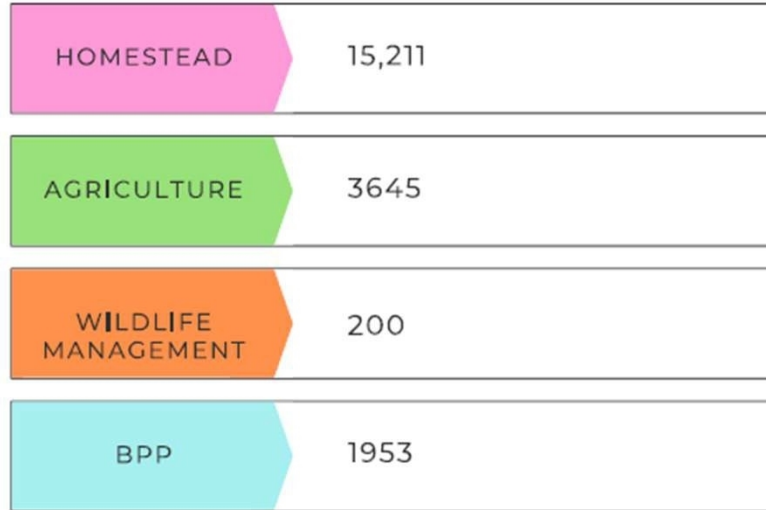 HOMESTEAD 15,211
AGRICULTURE 3645
WILDLIFE
MANAGEMENT 200
BPP 1953